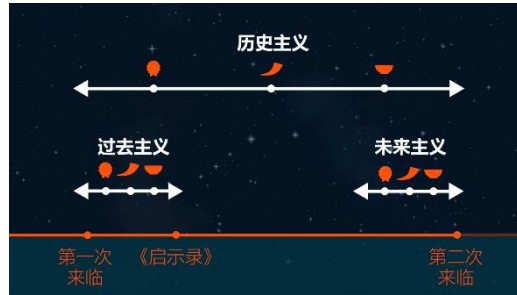 历史主义
过去主义
未来主义
第一次
来临
《启示录》
第二次
来临